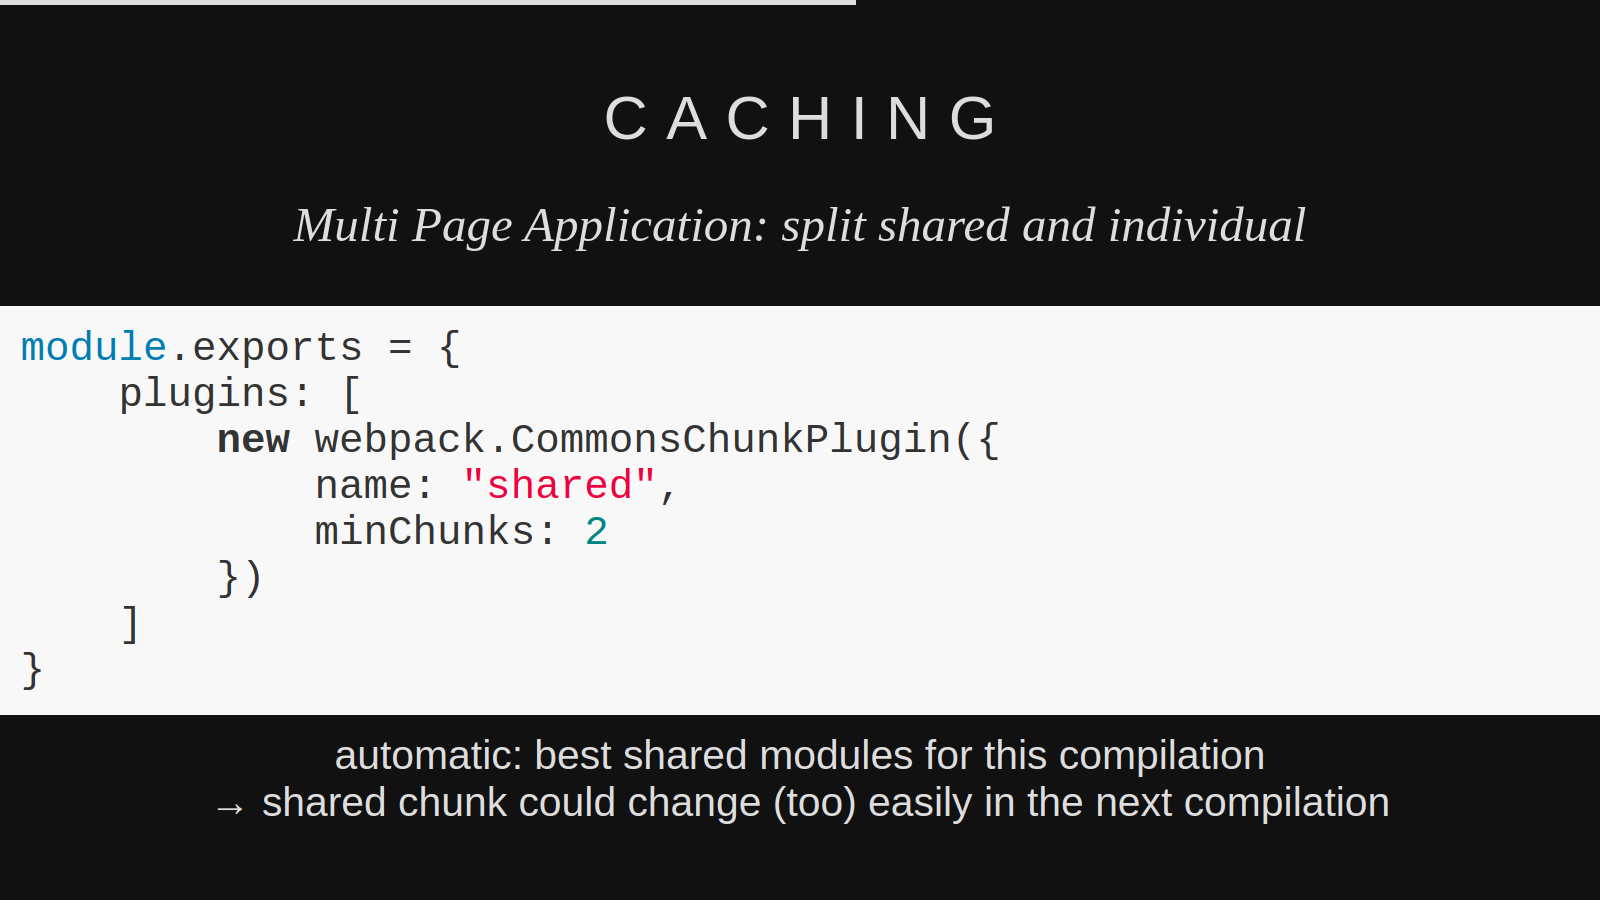 CACHING
Multi Page Application: split shared and individual
module.exports = {
    plugins: [
        new webpack.CommonsChunkPlugin({
            name: "shared",
            minChunks: 2
        })
    ]
}
automatic: best shared modules for this compilation
→ shared chunk could change (too) easily in the next compilation